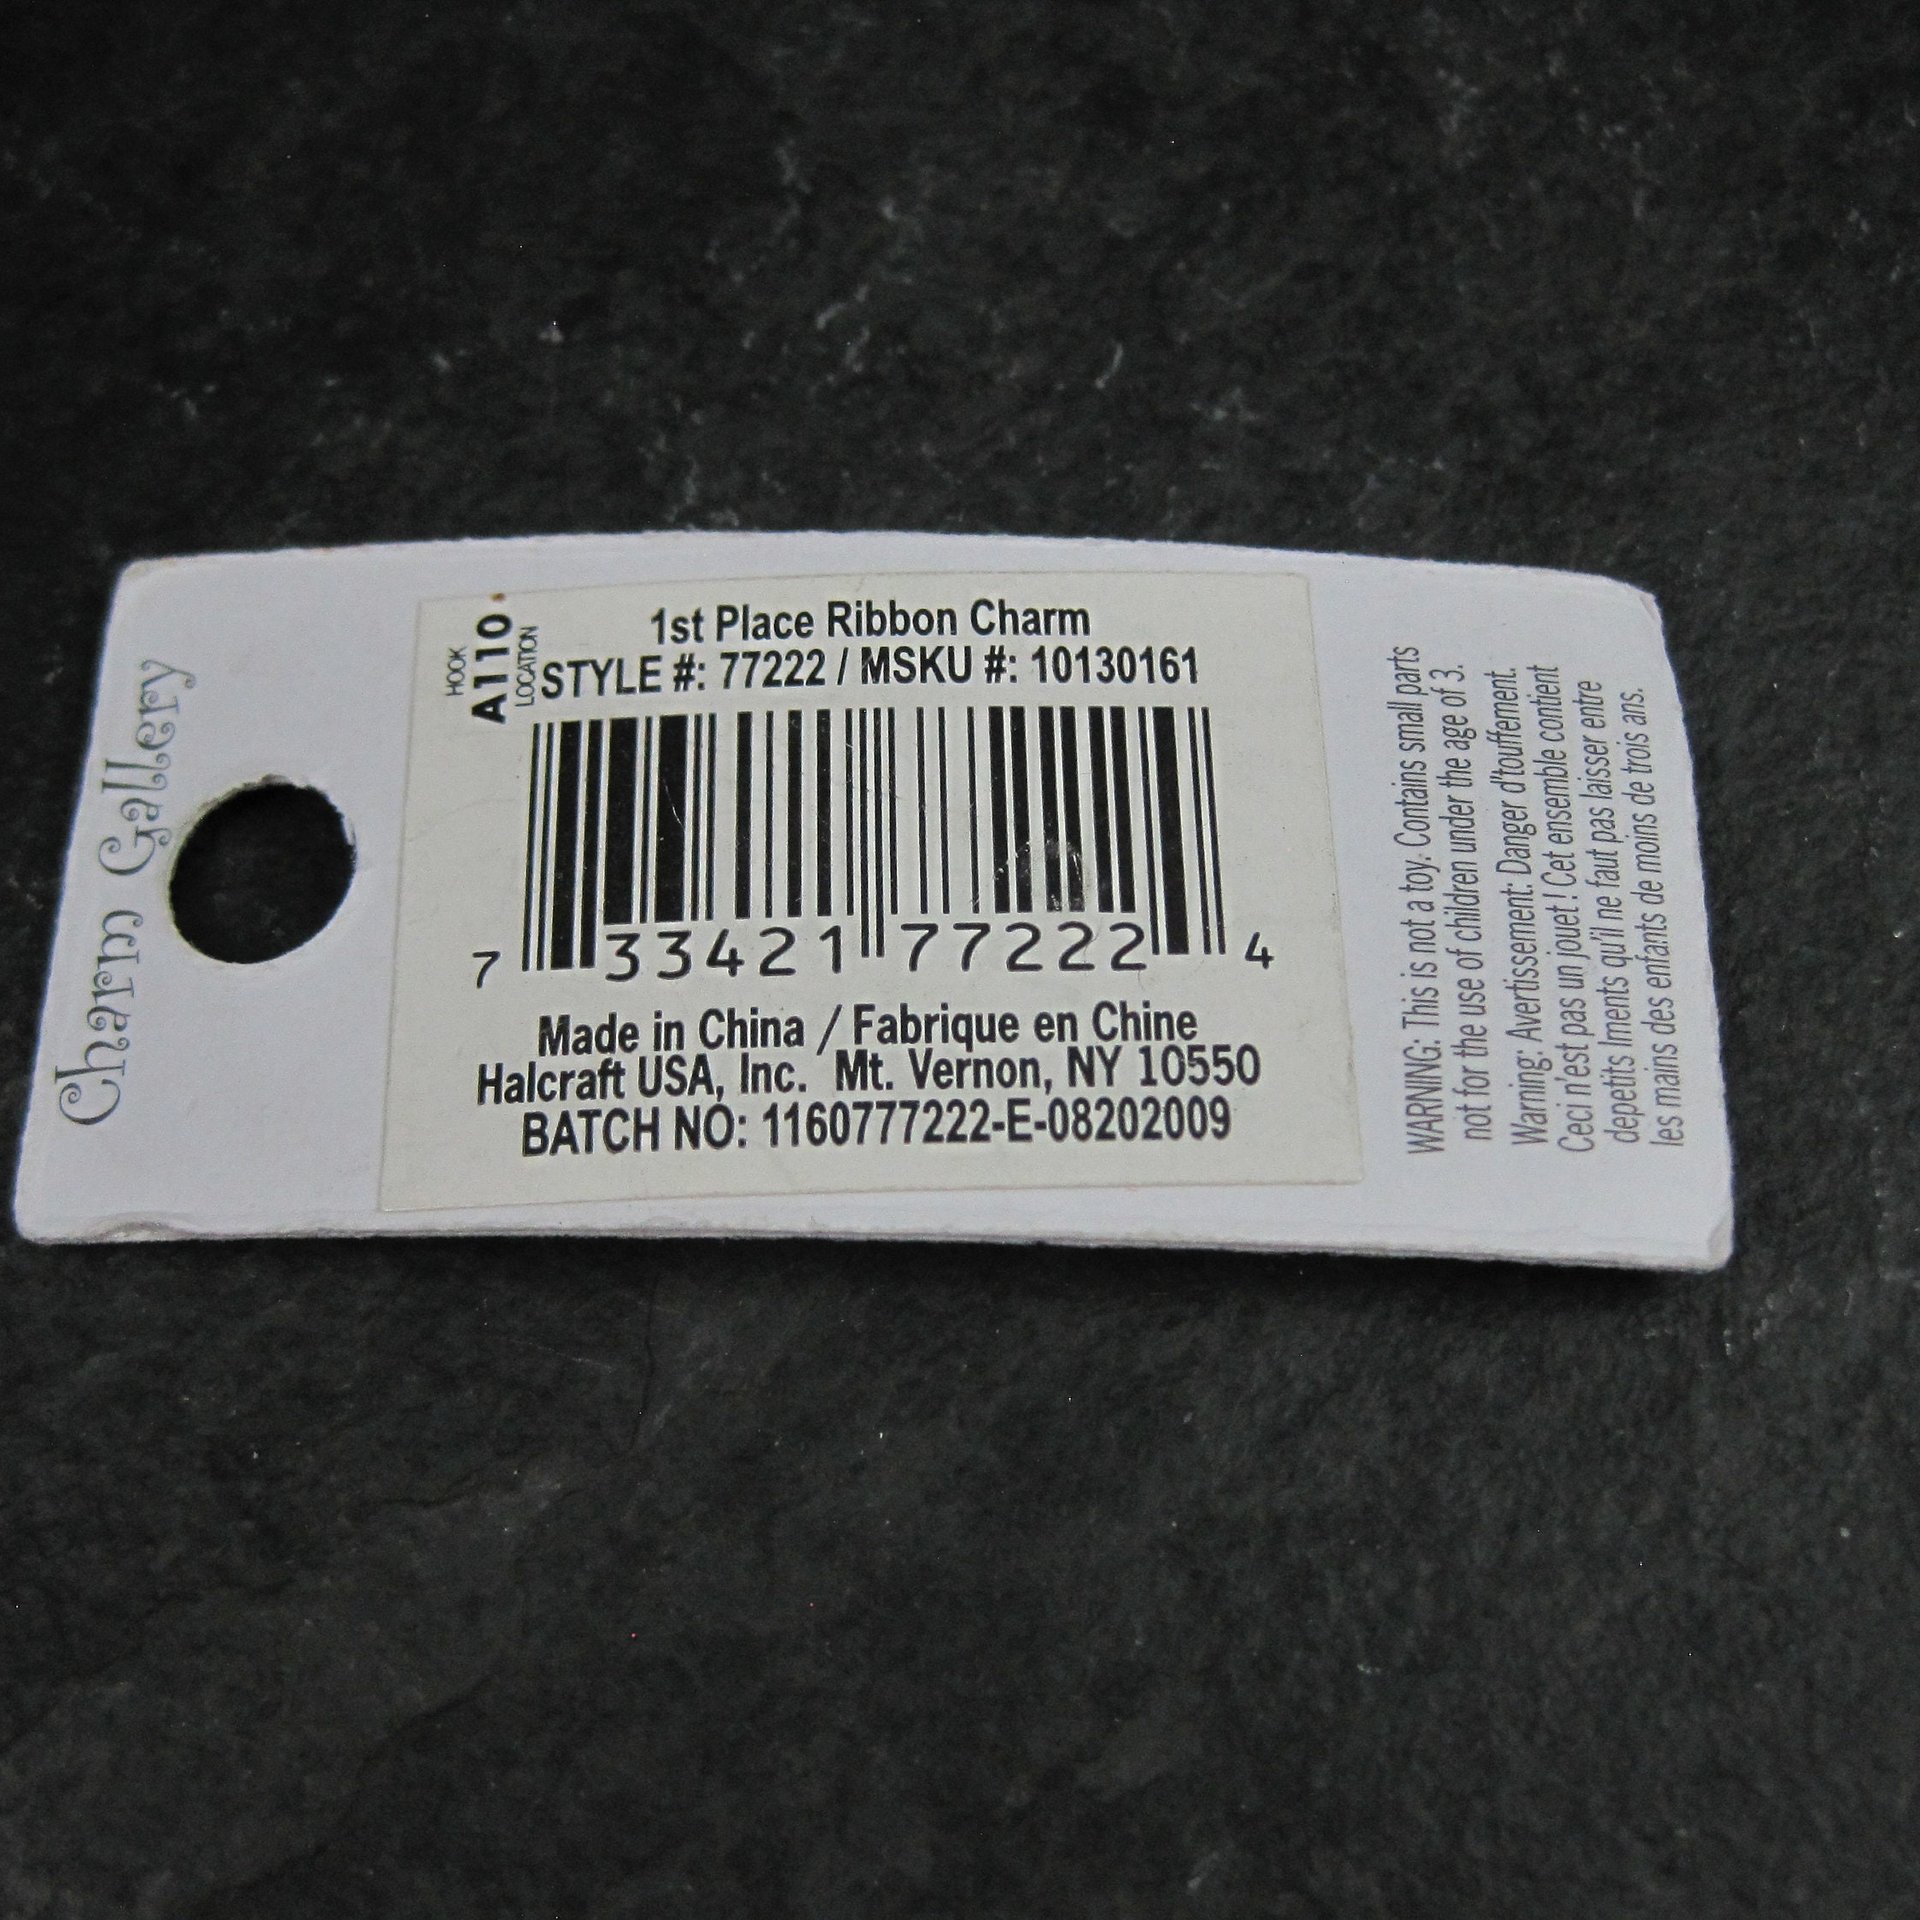 Charm Gallery
HOOK
A110
LOCATION
1st Place Ribbon Charm
STYLE #: 77222 / MSKU #: 10130161
7 33421 77222 4
Made in China / Fabrique en Chine
Halcraft USA, Inc. Mt. Vernon, NY 10550
BATCH NO: 1160777222-E-08202009
WARNING: This is not a toy. Contains small parts
not for the use of children under the age of 3.
Warning: Avertissement. Danger d'touffement.
Ceci n'est pas un jouet ! Cet ensemble contient
depetits lments qu'il ne faut pas laisser entre
les mains des enfants de moins de trois ans.